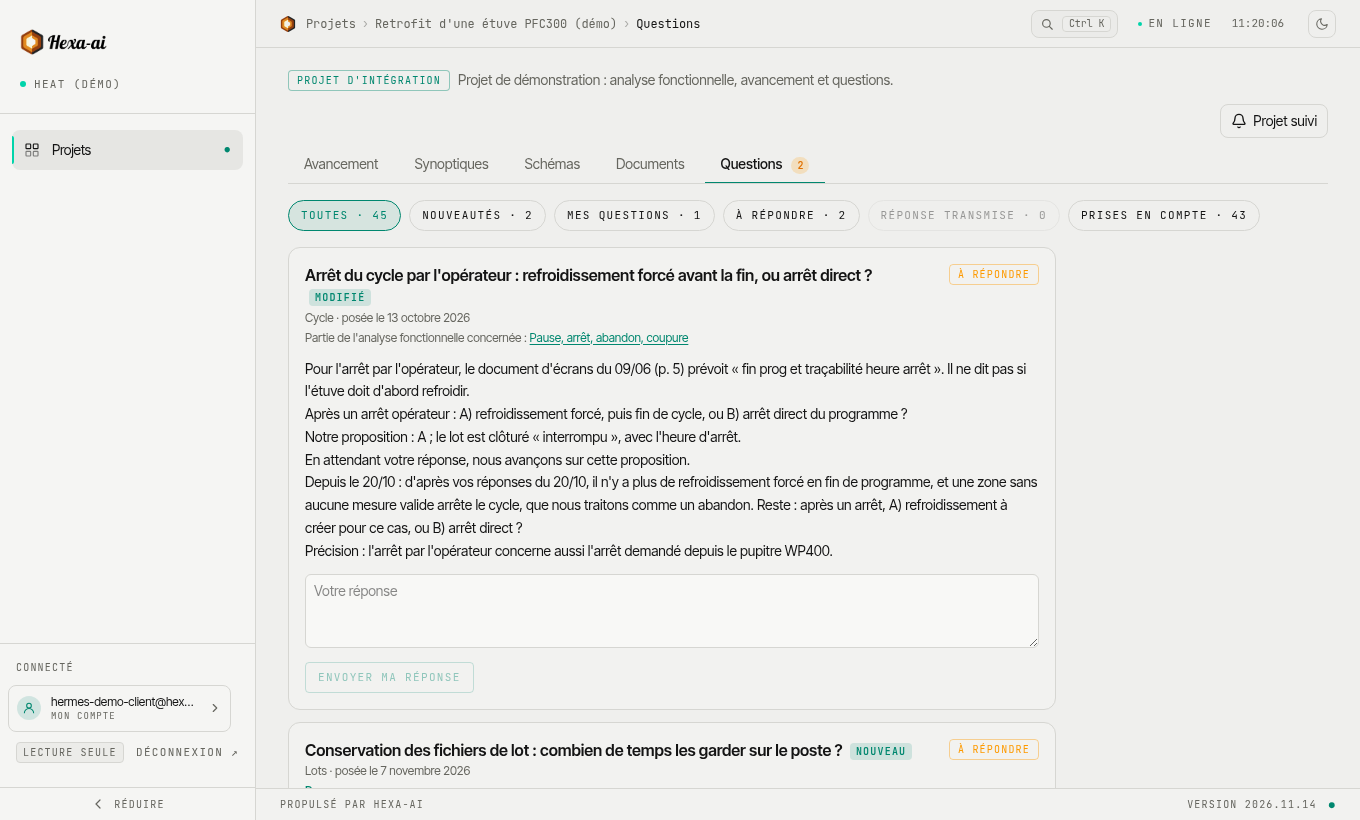 Hexa-ai
HEAT (DÉMO)
Projets
CONNECTÉ
hermes-demo-client@hex...
MON COMPTE
LECTURE SEULE
DÉCONNEXION ↗
RÉDUIRE
Projets › Retrofit d'une étuve PFC300 (démo) › Questions
Ctrl K
EN LIGNE
11:20:06
PROJET D'INTÉGRATION
Projet de démonstration : analyse fonctionnelle, avancement et questions.
Projet suivi
Avancement
Synoptiques
Schémas
Documents
Questions 2
TOUTES · 45
NOUVEAUTÉS · 2
MES QUESTIONS · 1
À RÉPONDRE · 2
RÉPONSE TRANSMISE · 0
PRISES EN COMPTE · 43
Arrêt du cycle par l'opérateur : refroidissement forcé avant la fin, ou arrêt direct ?
À RÉPONDRE
MODIFIÉ
Cycle · posée le 13 octobre 2026
Partie de l'analyse fonctionnelle concernée : Pause, arrêt, abandon, coupure
Pour l'arrêt par l'opérateur, le document d'écrans du 09/06 (p. 5) prévoit « fin prog et traçabilité heure arrêt ». Il ne dit pas si
l'étuve doit d'abord refroidir.
Après un arrêt opérateur : A) refroidissement forcé, puis fin de cycle, ou B) arrêt direct du programme ?
Notre proposition : A ; le lot est clôturé « interrompu », avec l'heure d'arrêt.
En attendant votre réponse, nous avançons sur cette proposition.
Depuis le 20/10 : d'après vos réponses du 20/10, il n'y a plus de refroidissement forcé en fin de programme, et une zone sans
aucune mesure valide arrête le cycle, que nous traitons comme un abandon. Reste : après un arrêt, A) refroidissement à
créer pour ce cas, ou B) arrêt direct ?
Précision : l'arrêt par l'opérateur concerne aussi l'arrêt demandé depuis le pupitre WP400.
Votre réponse
ENVOYER MA RÉPONSE
Conservation des fichiers de lot : combien de temps les garder sur le poste ?
NOUVEAU
À RÉPONDRE
Lots · posée le 7 novembre 2026
PROPULSÉ PAR HEXA-AI
VERSION 2026.11.14